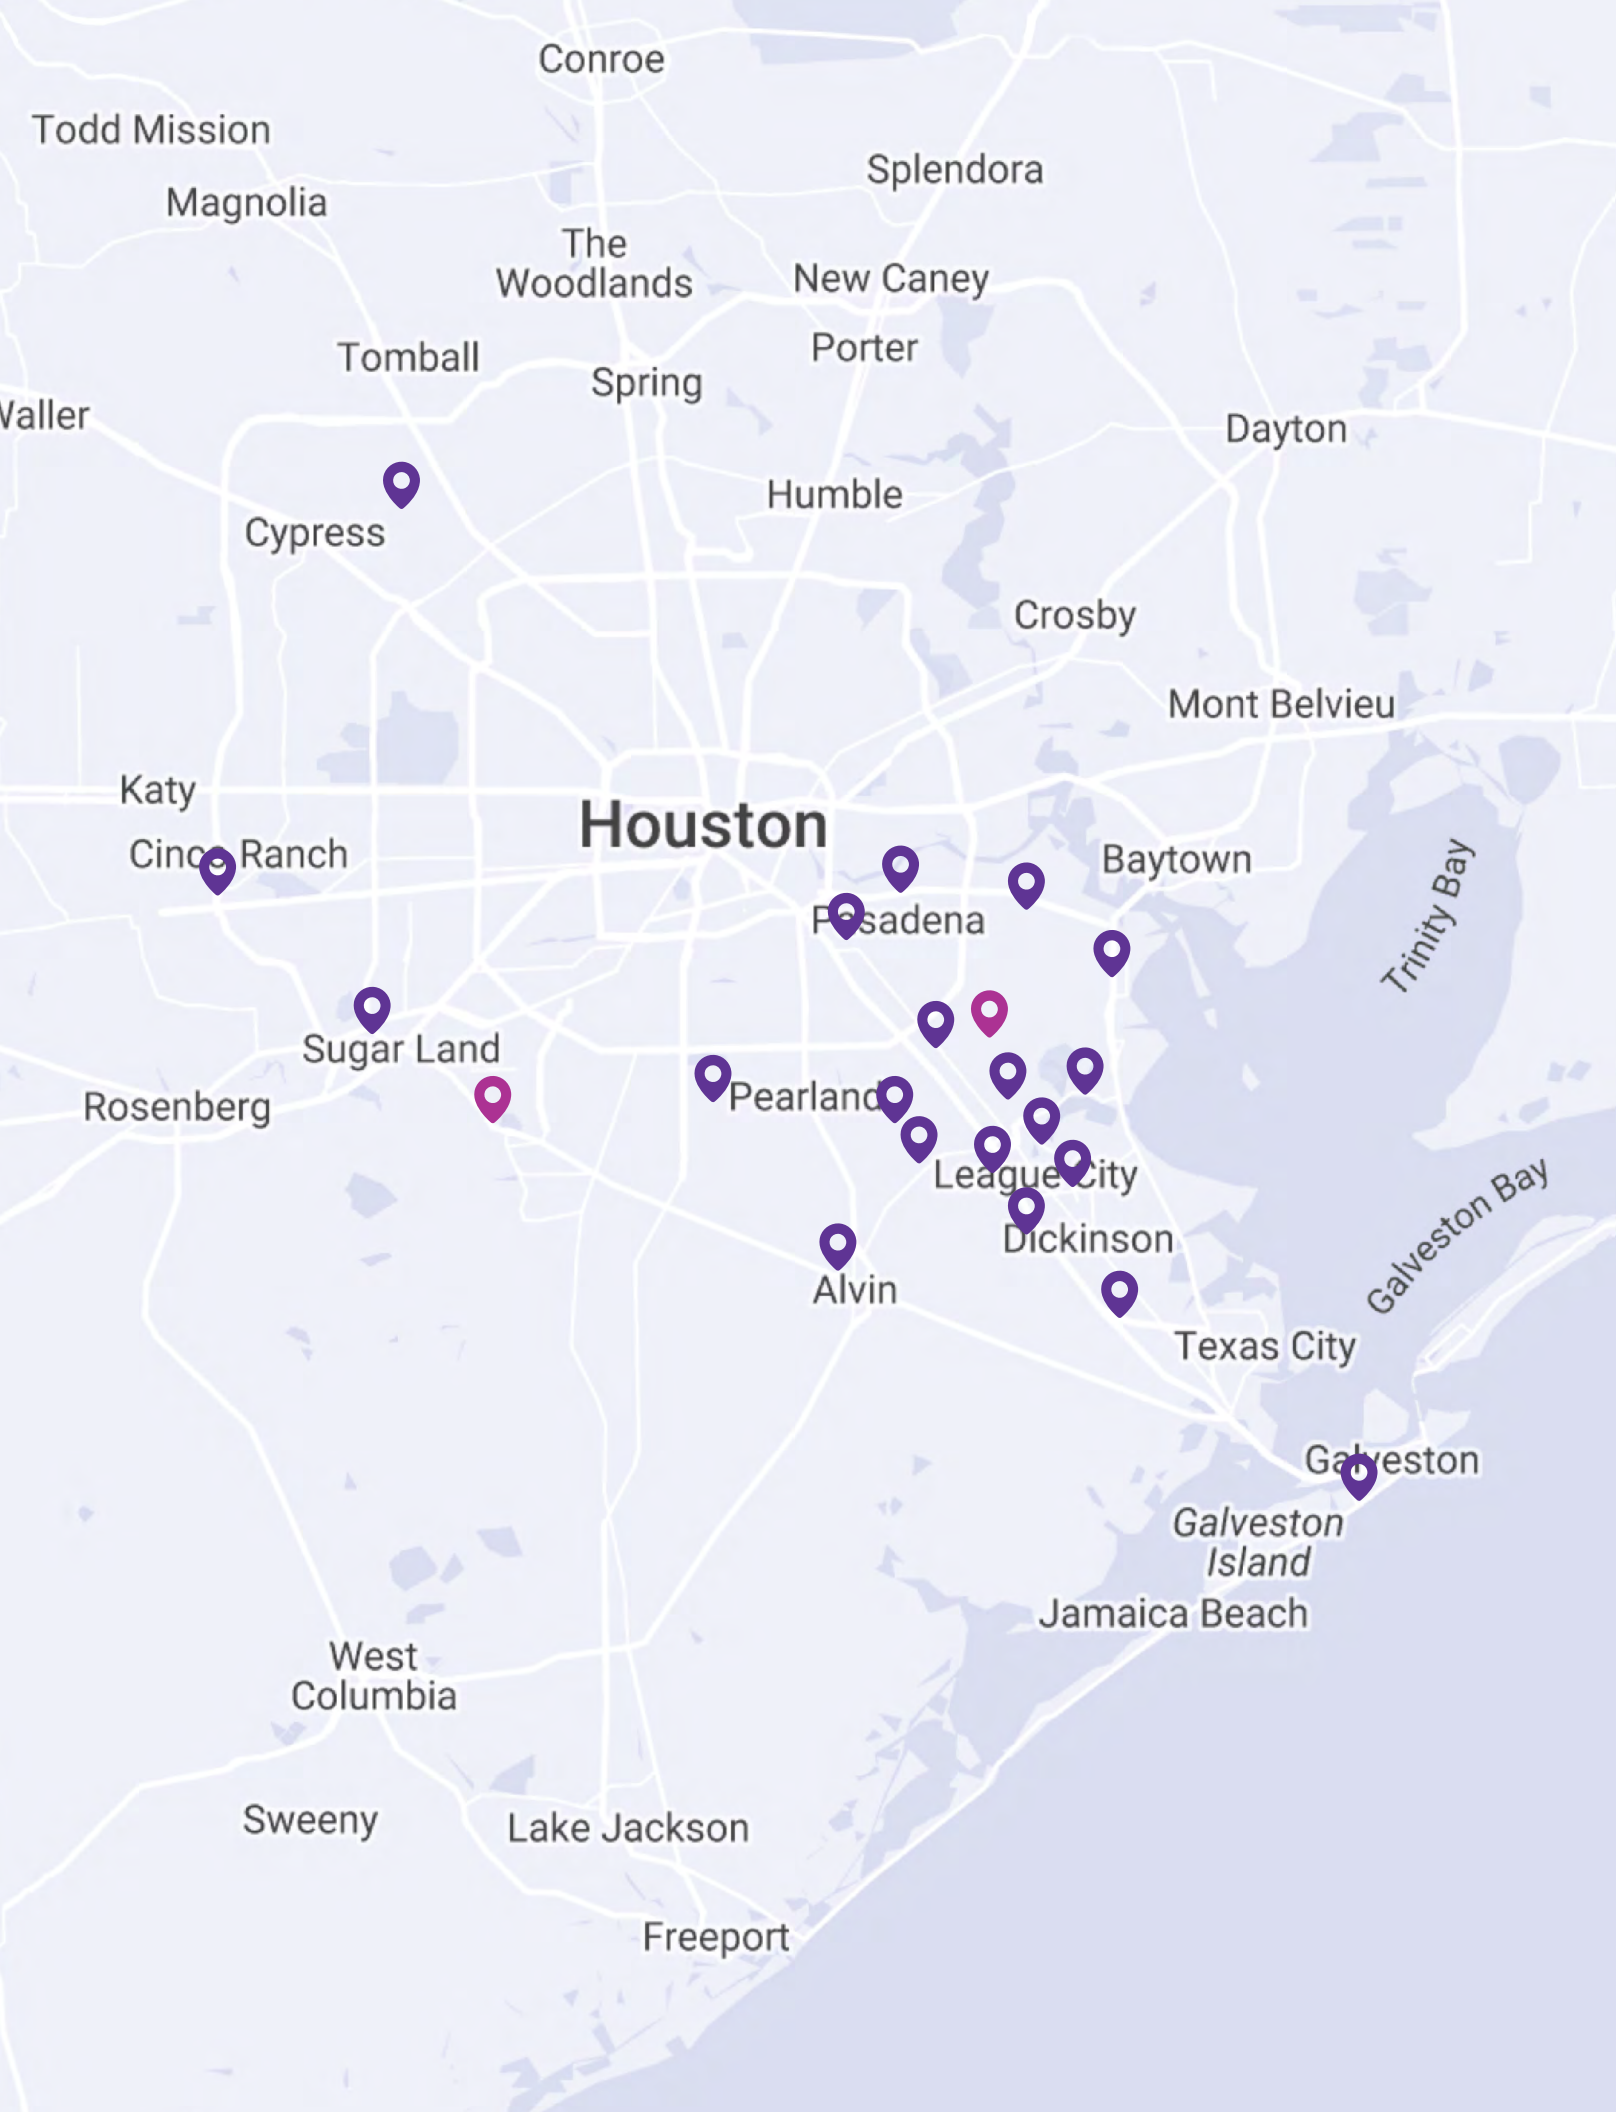 Conroe
Todd Mission
Splendora
Magnolia
The
Woodlands
New Caney
Porter
Tomball
Spring
Waller
Dayton
Humble
Cypress
Crosby
Mont Belvieu
Katy
Houston
Cinco Ranch
Baytown
Trinity Bay
Pasadena
Sugar Land
Pearland
Rosenberg
League City
Galveston Bay
Dickinson
Alvin
Texas City
Galveston
Galveston
Island
Jamaica Beach
West
Columbia
Sweeny
Lake Jackson
Freeport